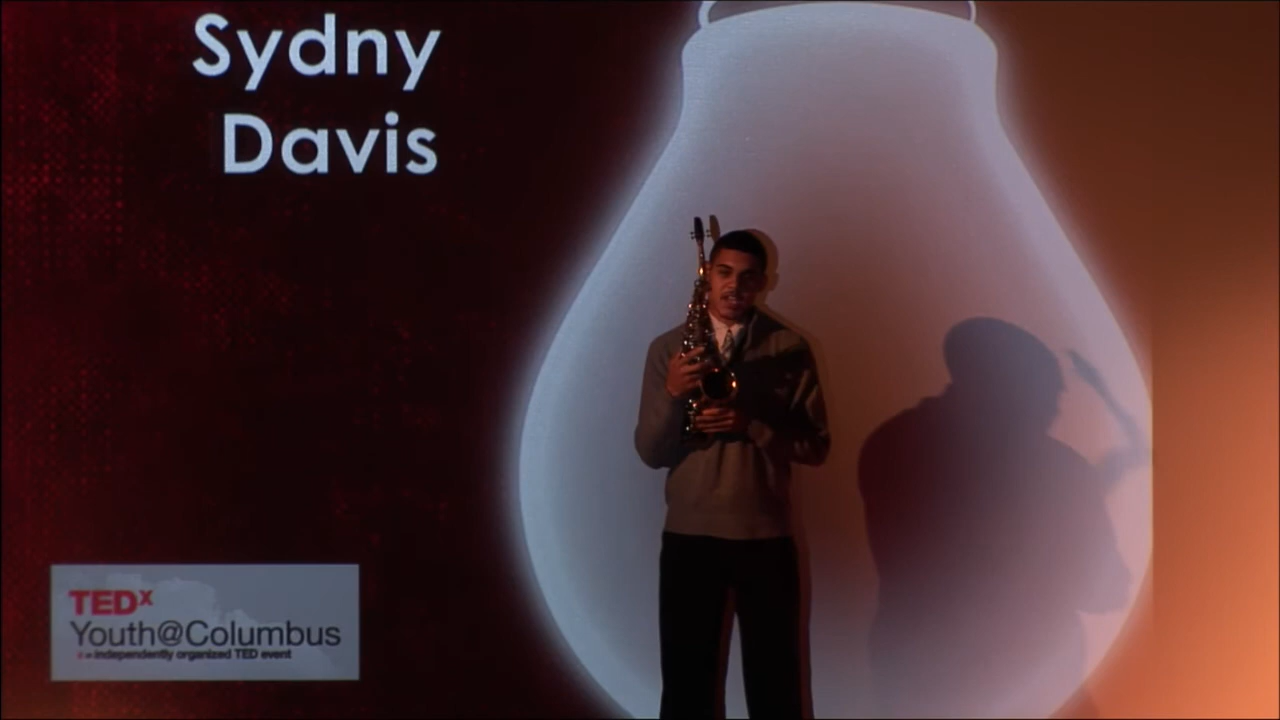 Sydny
Davis
TEDx
Youth@Columbus
independently organized TED event